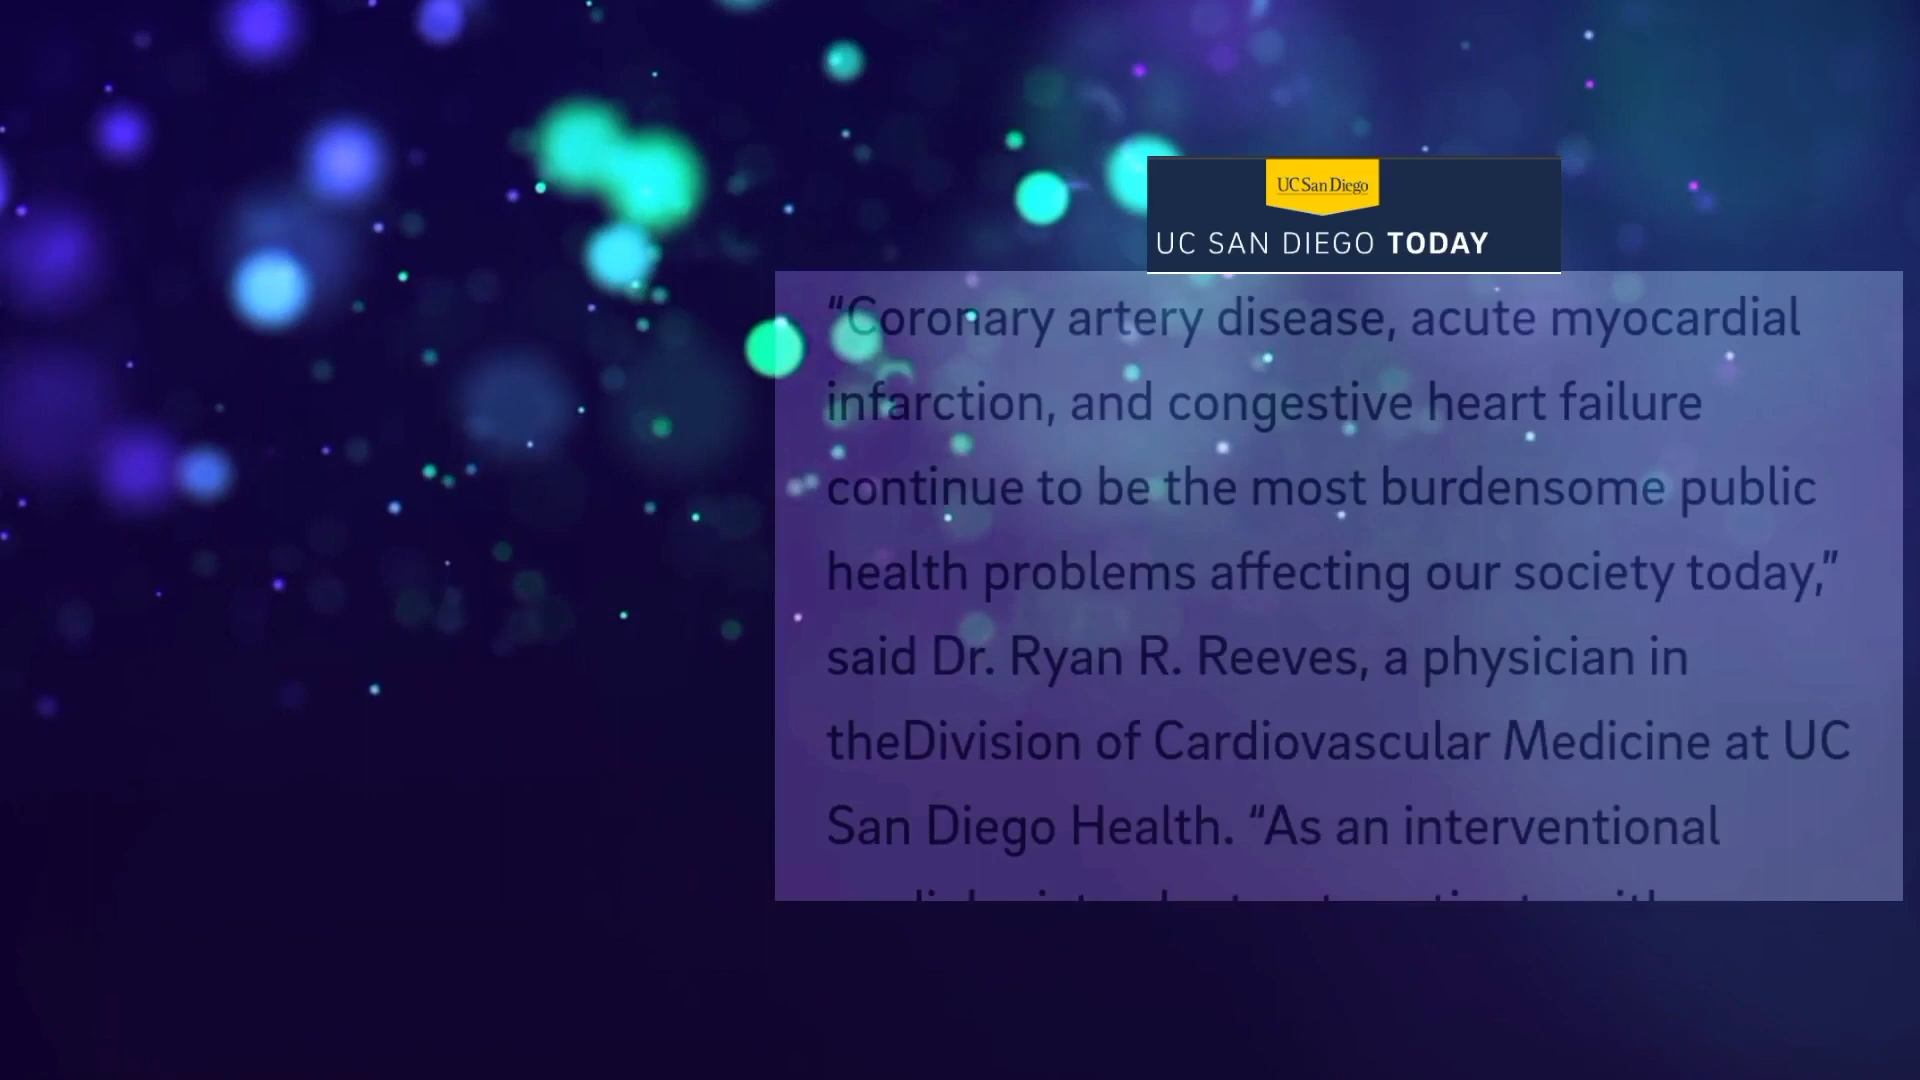 UC San Diego
UC SAN DIEGO TODAY
“Coronary artery disease, acute myocardial
infarction, and congestive heart failure
continue to be the most burdensome public
health problems affecting our society today,”
said Dr. Ryan R. Reeves, a physician in
theDivision of Cardiovascular Medicine at UC
San Diego Health. “As an interventional